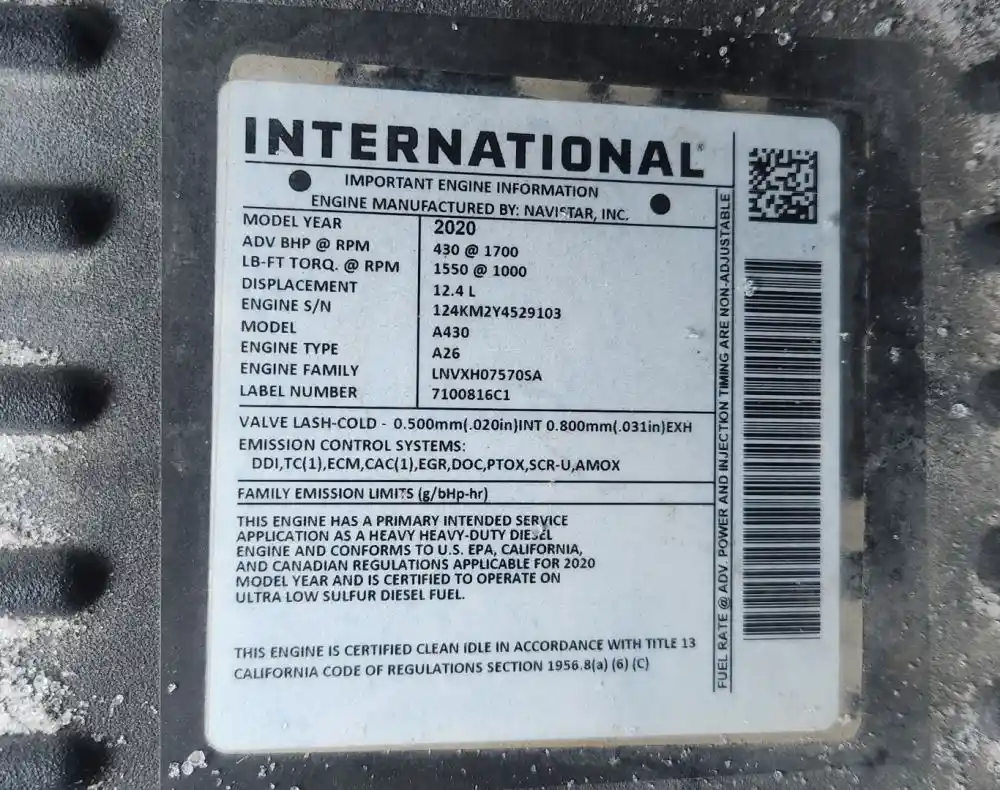 INTERNATIONAL®
IMPORTANT ENGINE INFORMATION
ENGINE MANUFACTURED BY: NAVISTAR, INC.
MODEL YEAR 2020
ADV BHP @ RPM 430 @ 1700
LB-FT TORQ. @ RPM 1550 @ 1000
DISPLACEMENT 12.4 L
ENGINE S/N 124KM2Y4529103
MODEL A430
ENGINE TYPE A26
ENGINE FAMILY LNVXH07570SA
LABEL NUMBER 7100816C1
VALVE LASH-COLD - 0.500mm(.020in)INT 0.800mm(.031in)EXH
EMISSION CONTROL SYSTEMS:
DDI,TC(1),ECM,CAC(1),EGR,DOC,PTOX,SCR-U,AMOX
FAMILY EMISSION LIMITS (g/bHp-hr)
THIS ENGINE HAS A PRIMARY INTENDED SERVICE
APPLICATION AS A HEAVY HEAVY-DUTY DIESEL
ENGINE AND CONFORMS TO U.S. EPA, CALIFORNIA,
AND CANADIAN REGULATIONS APPLICABLE FOR 2020
MODEL YEAR AND IS CERTIFIED TO OPERATE ON
ULTRA LOW SULFUR DIESEL FUEL.
THIS ENGINE IS CERTIFIED CLEAN IDLE IN ACCORDANCE WITH TITLE 13
CALIFORNIA CODE OF REGULATIONS SECTION 1956.8(a) (6) (C)
FUEL RATE @ ADV. POWER AND INJECTION TIMING ARE NON-ADJUSTABLE